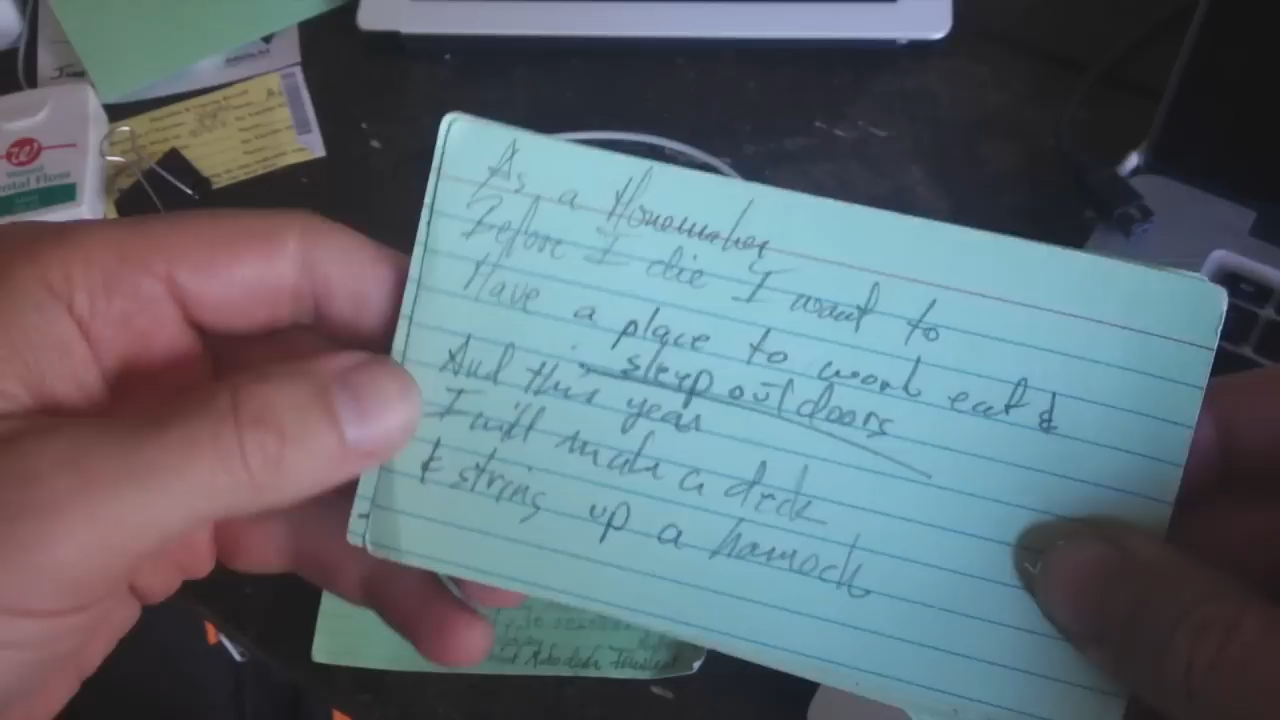 As a Homemaker
Before I die I want to
Have a place to work eat &
sleep outdoors
And this year
I will make a deck
& string up a hamock